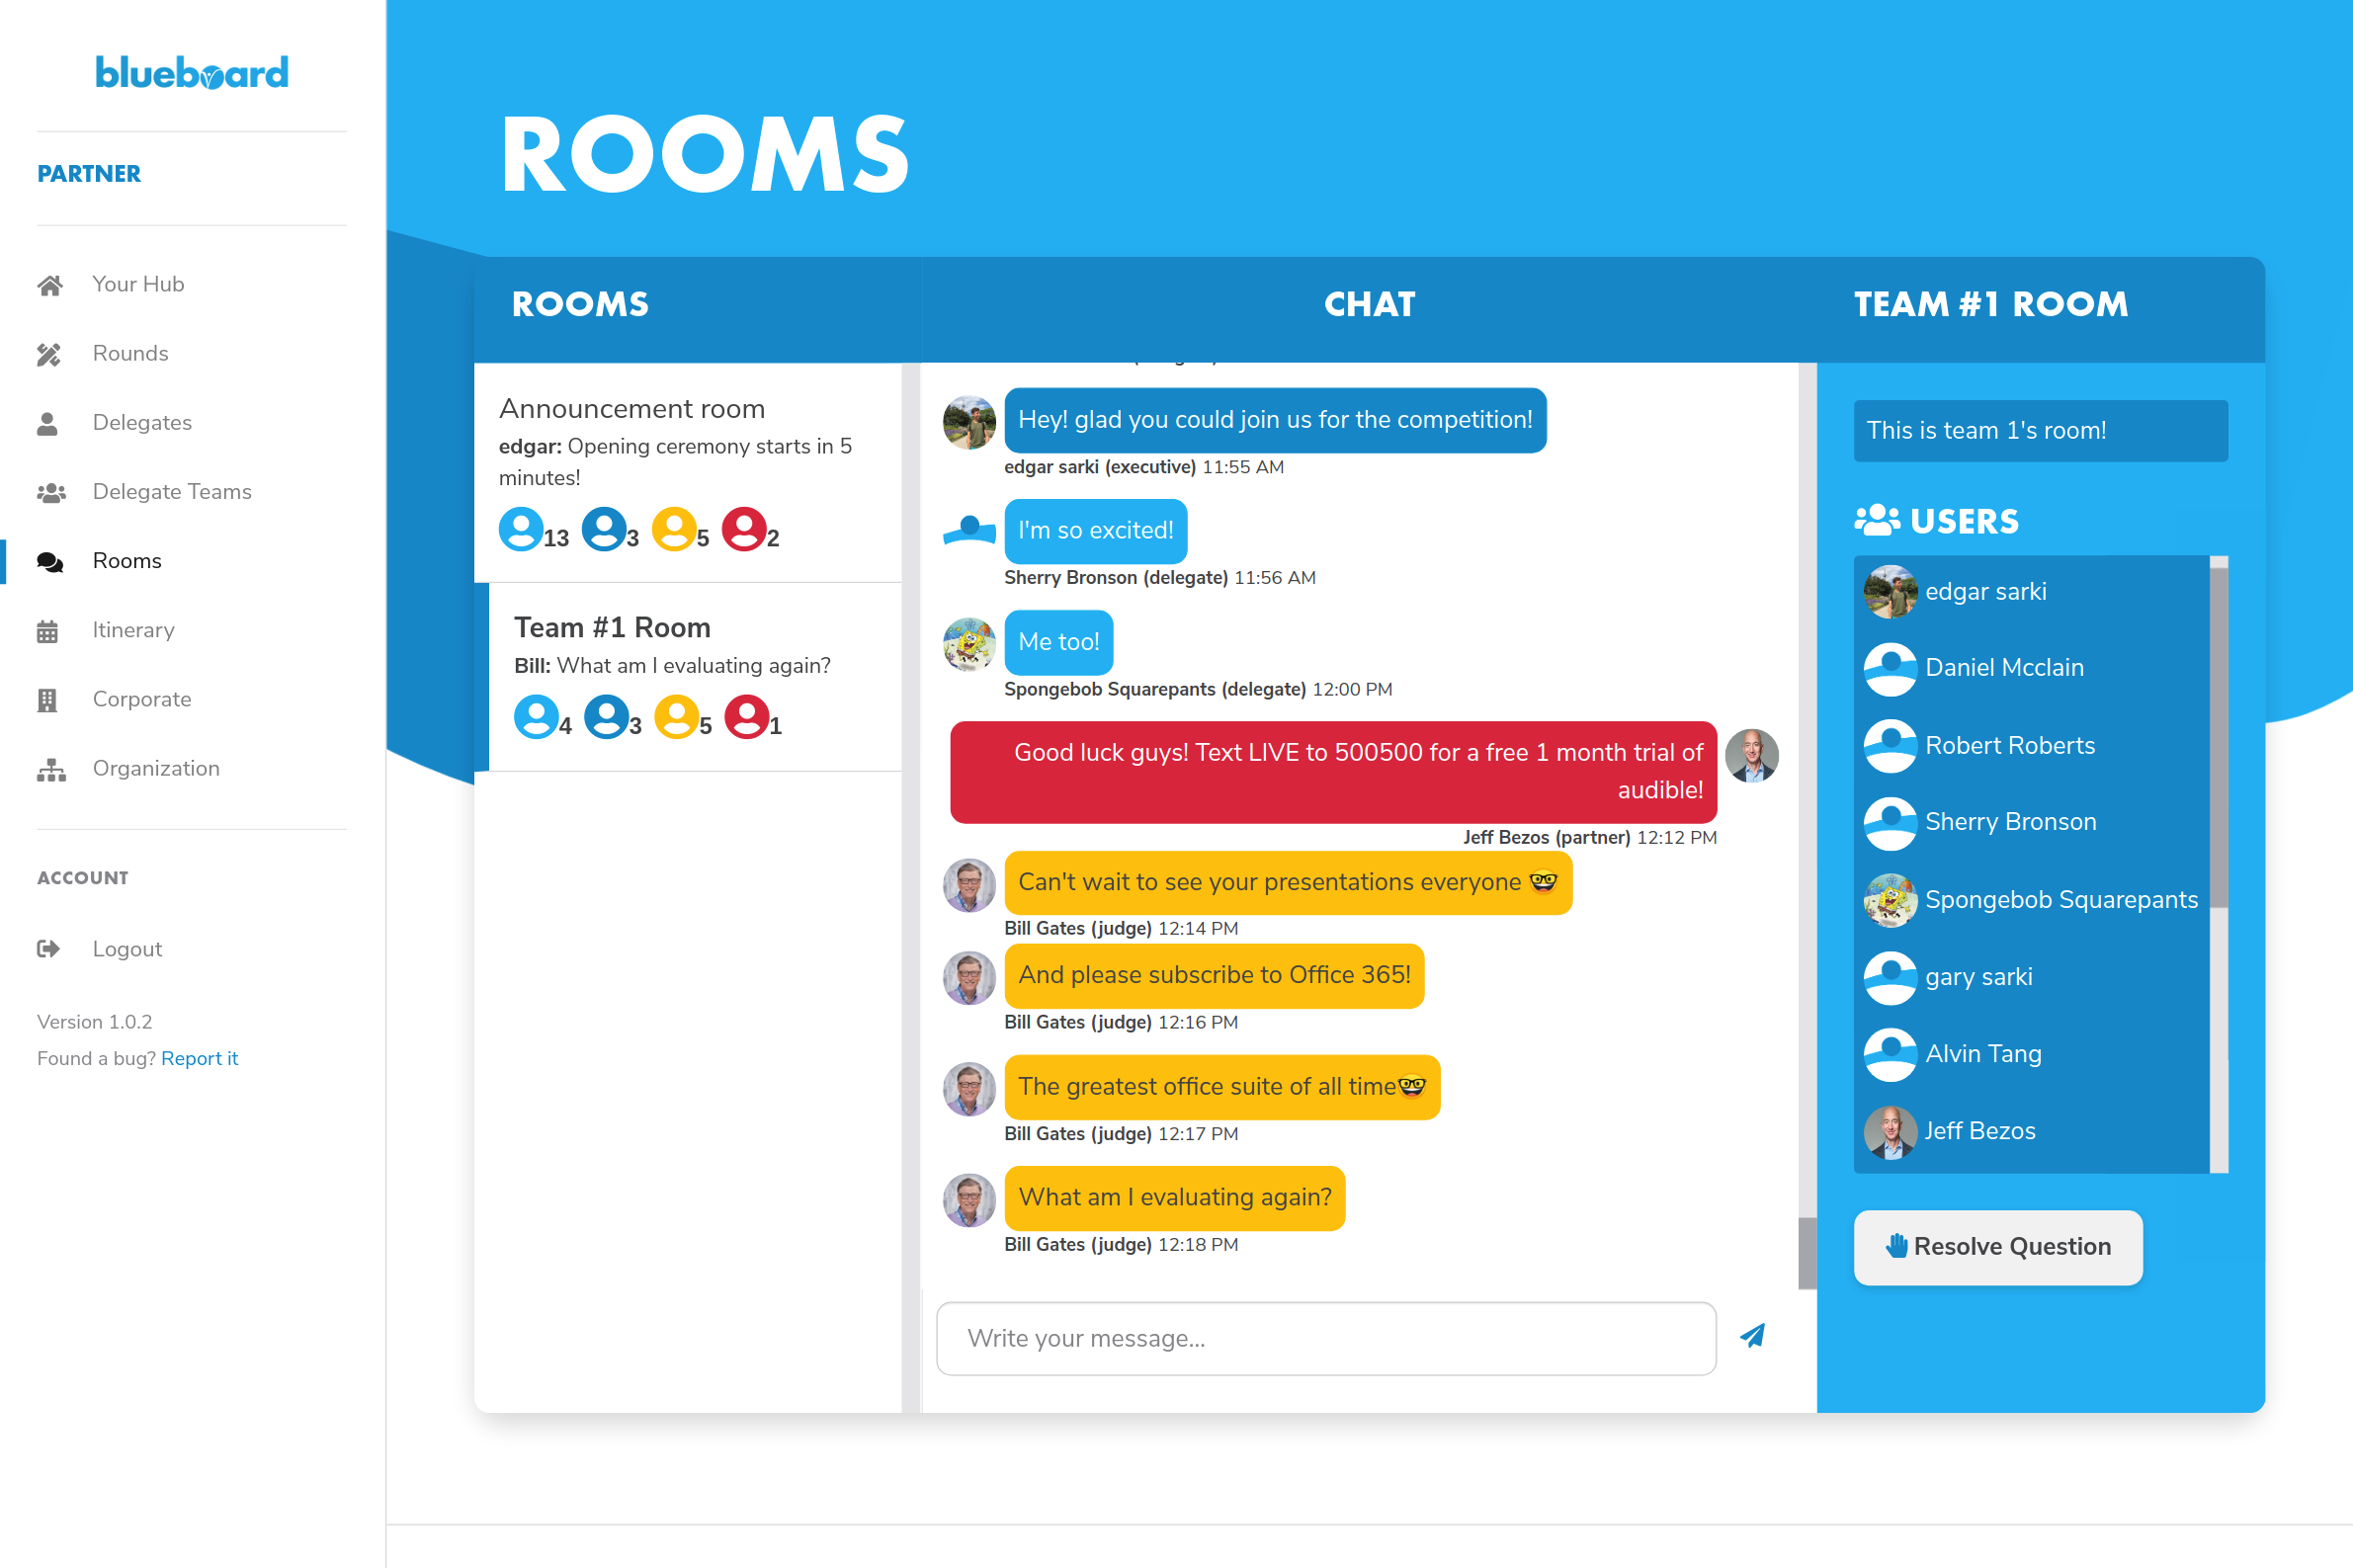 blueboard
PARTNER
Your Hub
Rounds
Delegates
Delegate Teams
Rooms
Itinerary
Corporate
Organization
ACCOUNT
Logout
Version 1.0.2
Found a bug? Report it
ROOMS
ROOMS
Announcement room
edgar: Opening ceremony starts in 5
minutes!
13 3 5 2
Team #1 Room
Bill: What am I evaluating again?
4 3 5 1
CHAT
Hey! glad you could join us for the competition!
edgar sarki (executive) 11:55 AM
I'm so excited!
Sherry Bronson (delegate) 11:56 AM
Me too!
Spongebob Squarepants (delegate) 12:00 PM
Good luck guys! Text LIVE to 500500 for a free 1 month trial of
audible!
Jeff Bezos (partner) 12:12 PM
Can't wait to see your presentations everyone 🤓
Bill Gates (judge) 12:14 PM
And please subscribe to Office 365!
Bill Gates (judge) 12:16 PM
The greatest office suite of all time🤓
Bill Gates (judge) 12:17 PM
What am I evaluating again?
Bill Gates (judge) 12:18 PM
Write your message...
TEAM #1 ROOM
This is team 1's room!
USERS
edgar sarki
Daniel Mcclain
Robert Roberts
Sherry Bronson
Spongebob Squarepants
gary sarki
Alvin Tang
Jeff Bezos
Resolve Question